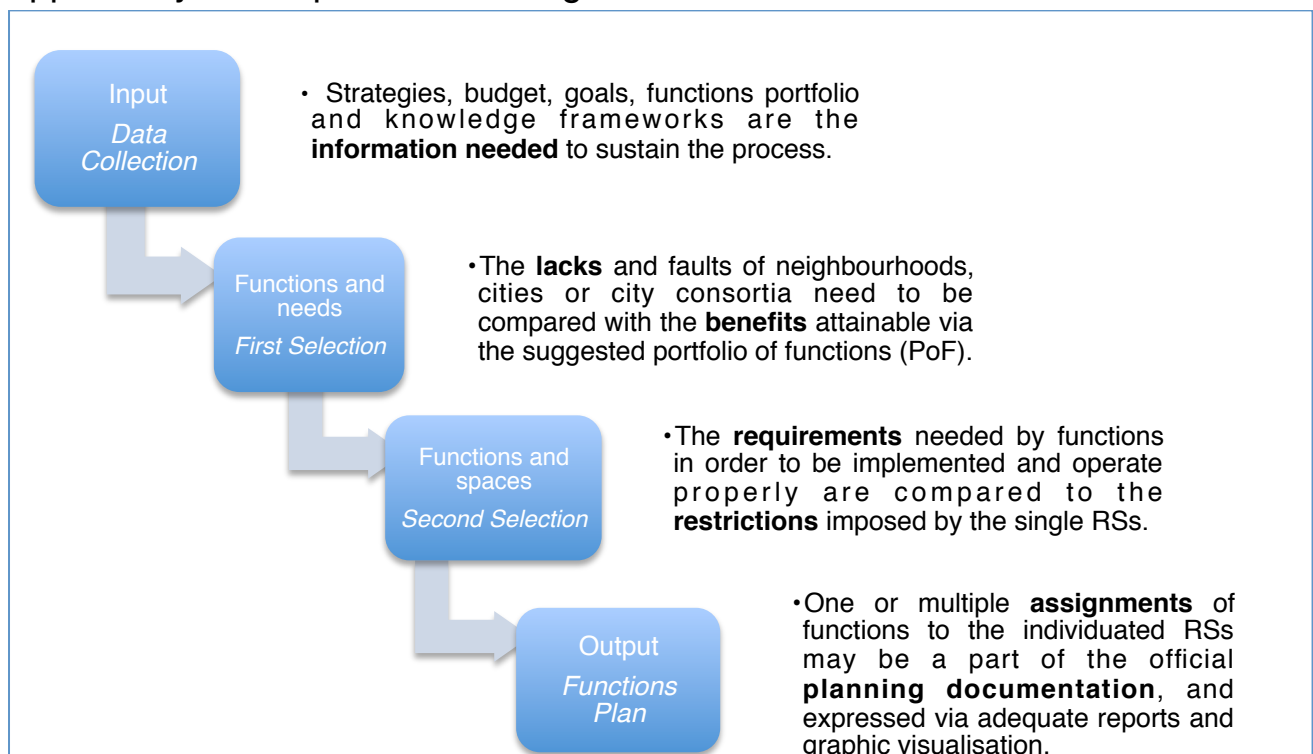 Input
Data
Collection
• Strategies, budget, goals, functions portfolio
and knowledge frameworks are the
information needed to sustain the process.
Functions and
needs
First Selection
•The lacks and faults of neighbourhoods,
cities or city consortia need to be
compared with the benefits attainable via
the suggested portfolio of functions (PoF).
Functions and
spaces
Second Selection
•The requirements needed by functions
in order to be implemented and operate
properly are compared to the
restrictions imposed by the single RSs.
Output
Functions
Plan
•One or multiple assignments of
functions to the individuated RSs
may be a part of the official
planning documentation, and
expressed via adequate reports and
graphic visualisation.